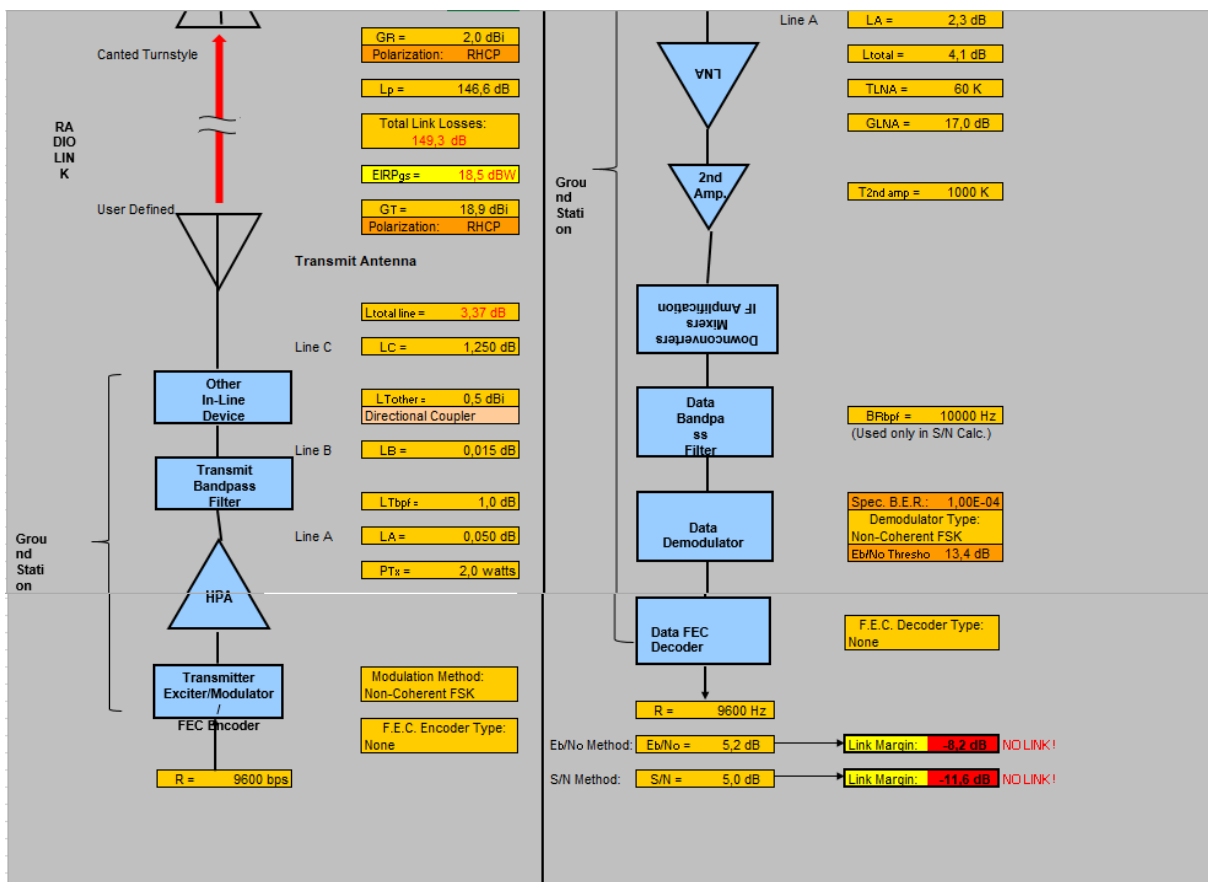 Canted Turnstyle
GR = 2,0 dBi
Polarization: RHCP
Lp = 146,6 dB
Total Link Losses:
149,3 dB
RA
DIO
LIN
K
EIRPgs = 18,5 dBW
User Defined
GT = 18,9 dBi
Polarization: RHCP
Transmit Antenna
Ltotal line = 3,37 dB
Line C
LC = 1,250 dB
Other
In-Line
Device
LTother = 0,5 dBi
Directional Coupler
Line B
LB = 0,015 dB
Transmit
Bandpass
Filter
LTbpf = 1,0 dB
Line A
LA = 0,050 dB
Grou
nd
Stati
on
PTx = 2,0 watts
HPA
Transmitter
Exciter/Modulator
/
FEC Encoder
Modulation Method:
Non-Coherent FSK
F.E.C. Encoder Type:
None
R = 9600 bps
Line A
LA = 2,3 dB
LNA
Ltotal = 4,1 dB
TLNA = 60 K
GLNA = 17,0 dB
Grou
nd
Stati
on
2nd
Amp.
T2nd amp = 1000 K
Downconverters
Mixers
IF Amplification
Data
Bandpa
ss
Filter
BRbpf = 10000 Hz
(Used only in S/N Calc.)
Data
Demodulator
Spec. B.E.R.: 1,00E-04
Demodulator Type:
Non-Coherent FSK
Eb/No Thresho 13,4 dB
Data FEC
Decoder
F.E.C. Decoder Type:
None
R = 9600 Hz
Eb/No Method: Eb/No = 5,2 dB Link Margin: -8,2 dB NO LINK!
S/N Method: S/N = 5,0 dB Link Margin: -11,6 dB NO LINK!